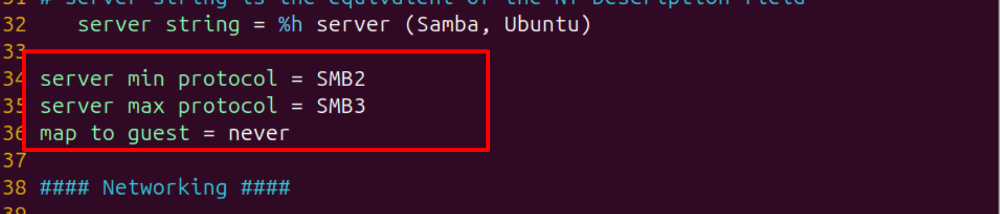 31 # server string is the equivalent of the NT Description field
32    server string = %h server (Samba, Ubuntu)
33
34 server min protocol = SMB2
35 server max protocol = SMB3
36 map to guest = never
37
38 #### Networking ####
39